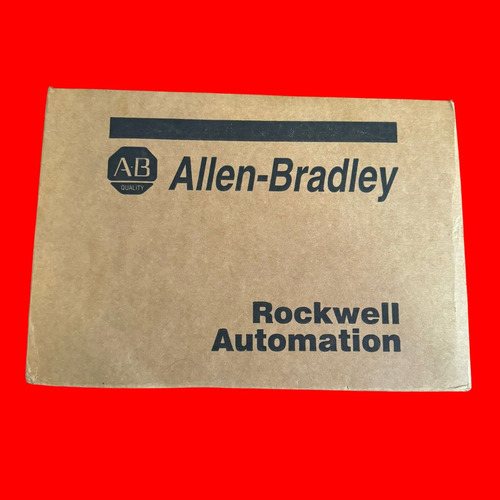 AB
QUALITY
Allen-Bradley
Rockwell
Automation